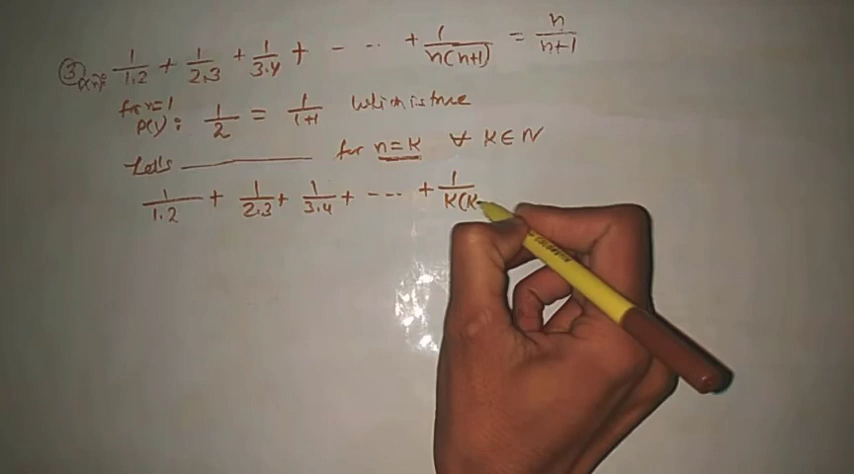 ③ P(n): 1/1.2 + 1/2.3 + 1/3.4 + - - .. + 1/n(n+1) = n/n+1
for n=1
P(1): 1/2 = 1/1+1 which is true
Let's ________ for n=K ∀ K∈N
1/1.2 + 1/2.3 + 1/3.4 + - - .. + 1/K(K